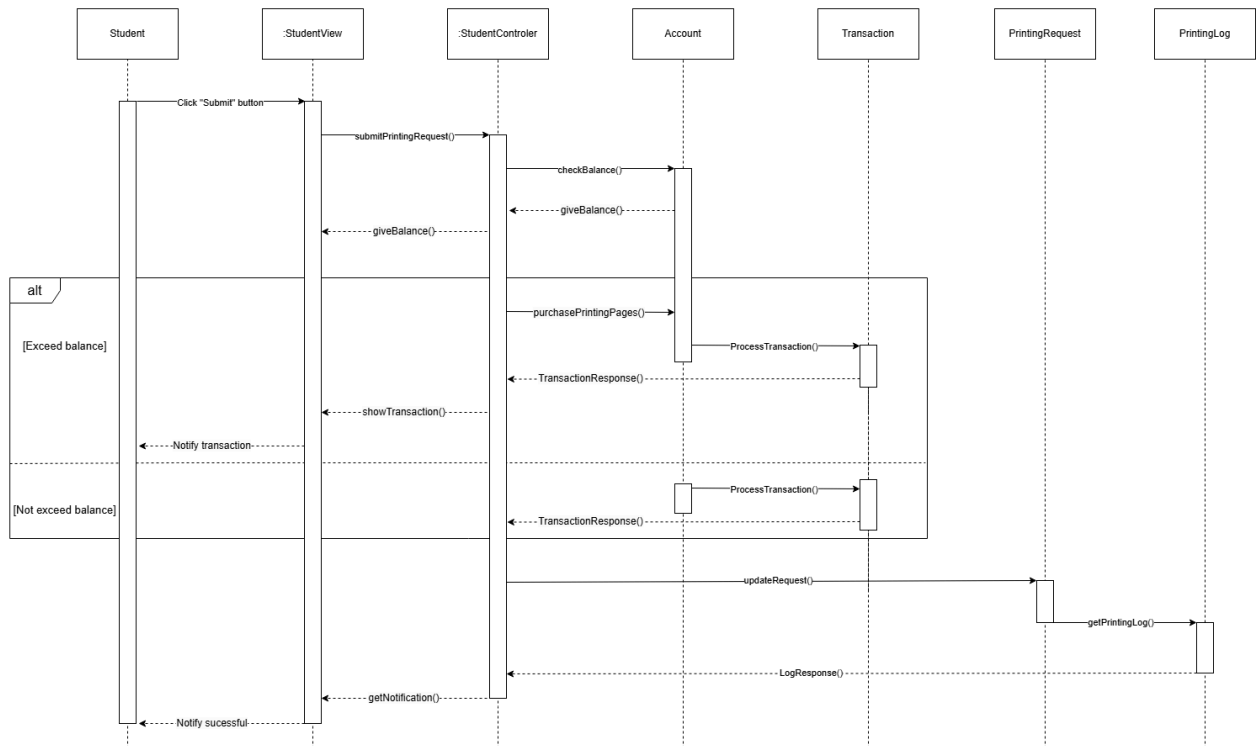 Student
:StudentView
:StudentControler
Account
Transaction
PrintingRequest
PrintingLog
Click "Submit" button
submitPrintingRequest()
checkBalance()
giveBalance()
giveBalance()
alt
purchasePrintingPages()
[Exceed balance]
ProcessTransaction()
TransactionResponse()
showTransaction()
Notify transaction
ProcessTransaction()
[Not exceed balance]
TransactionResponse()
updateRequest()
getPrintingLog()
LogResponse()
getNotification()
Notify sucessful